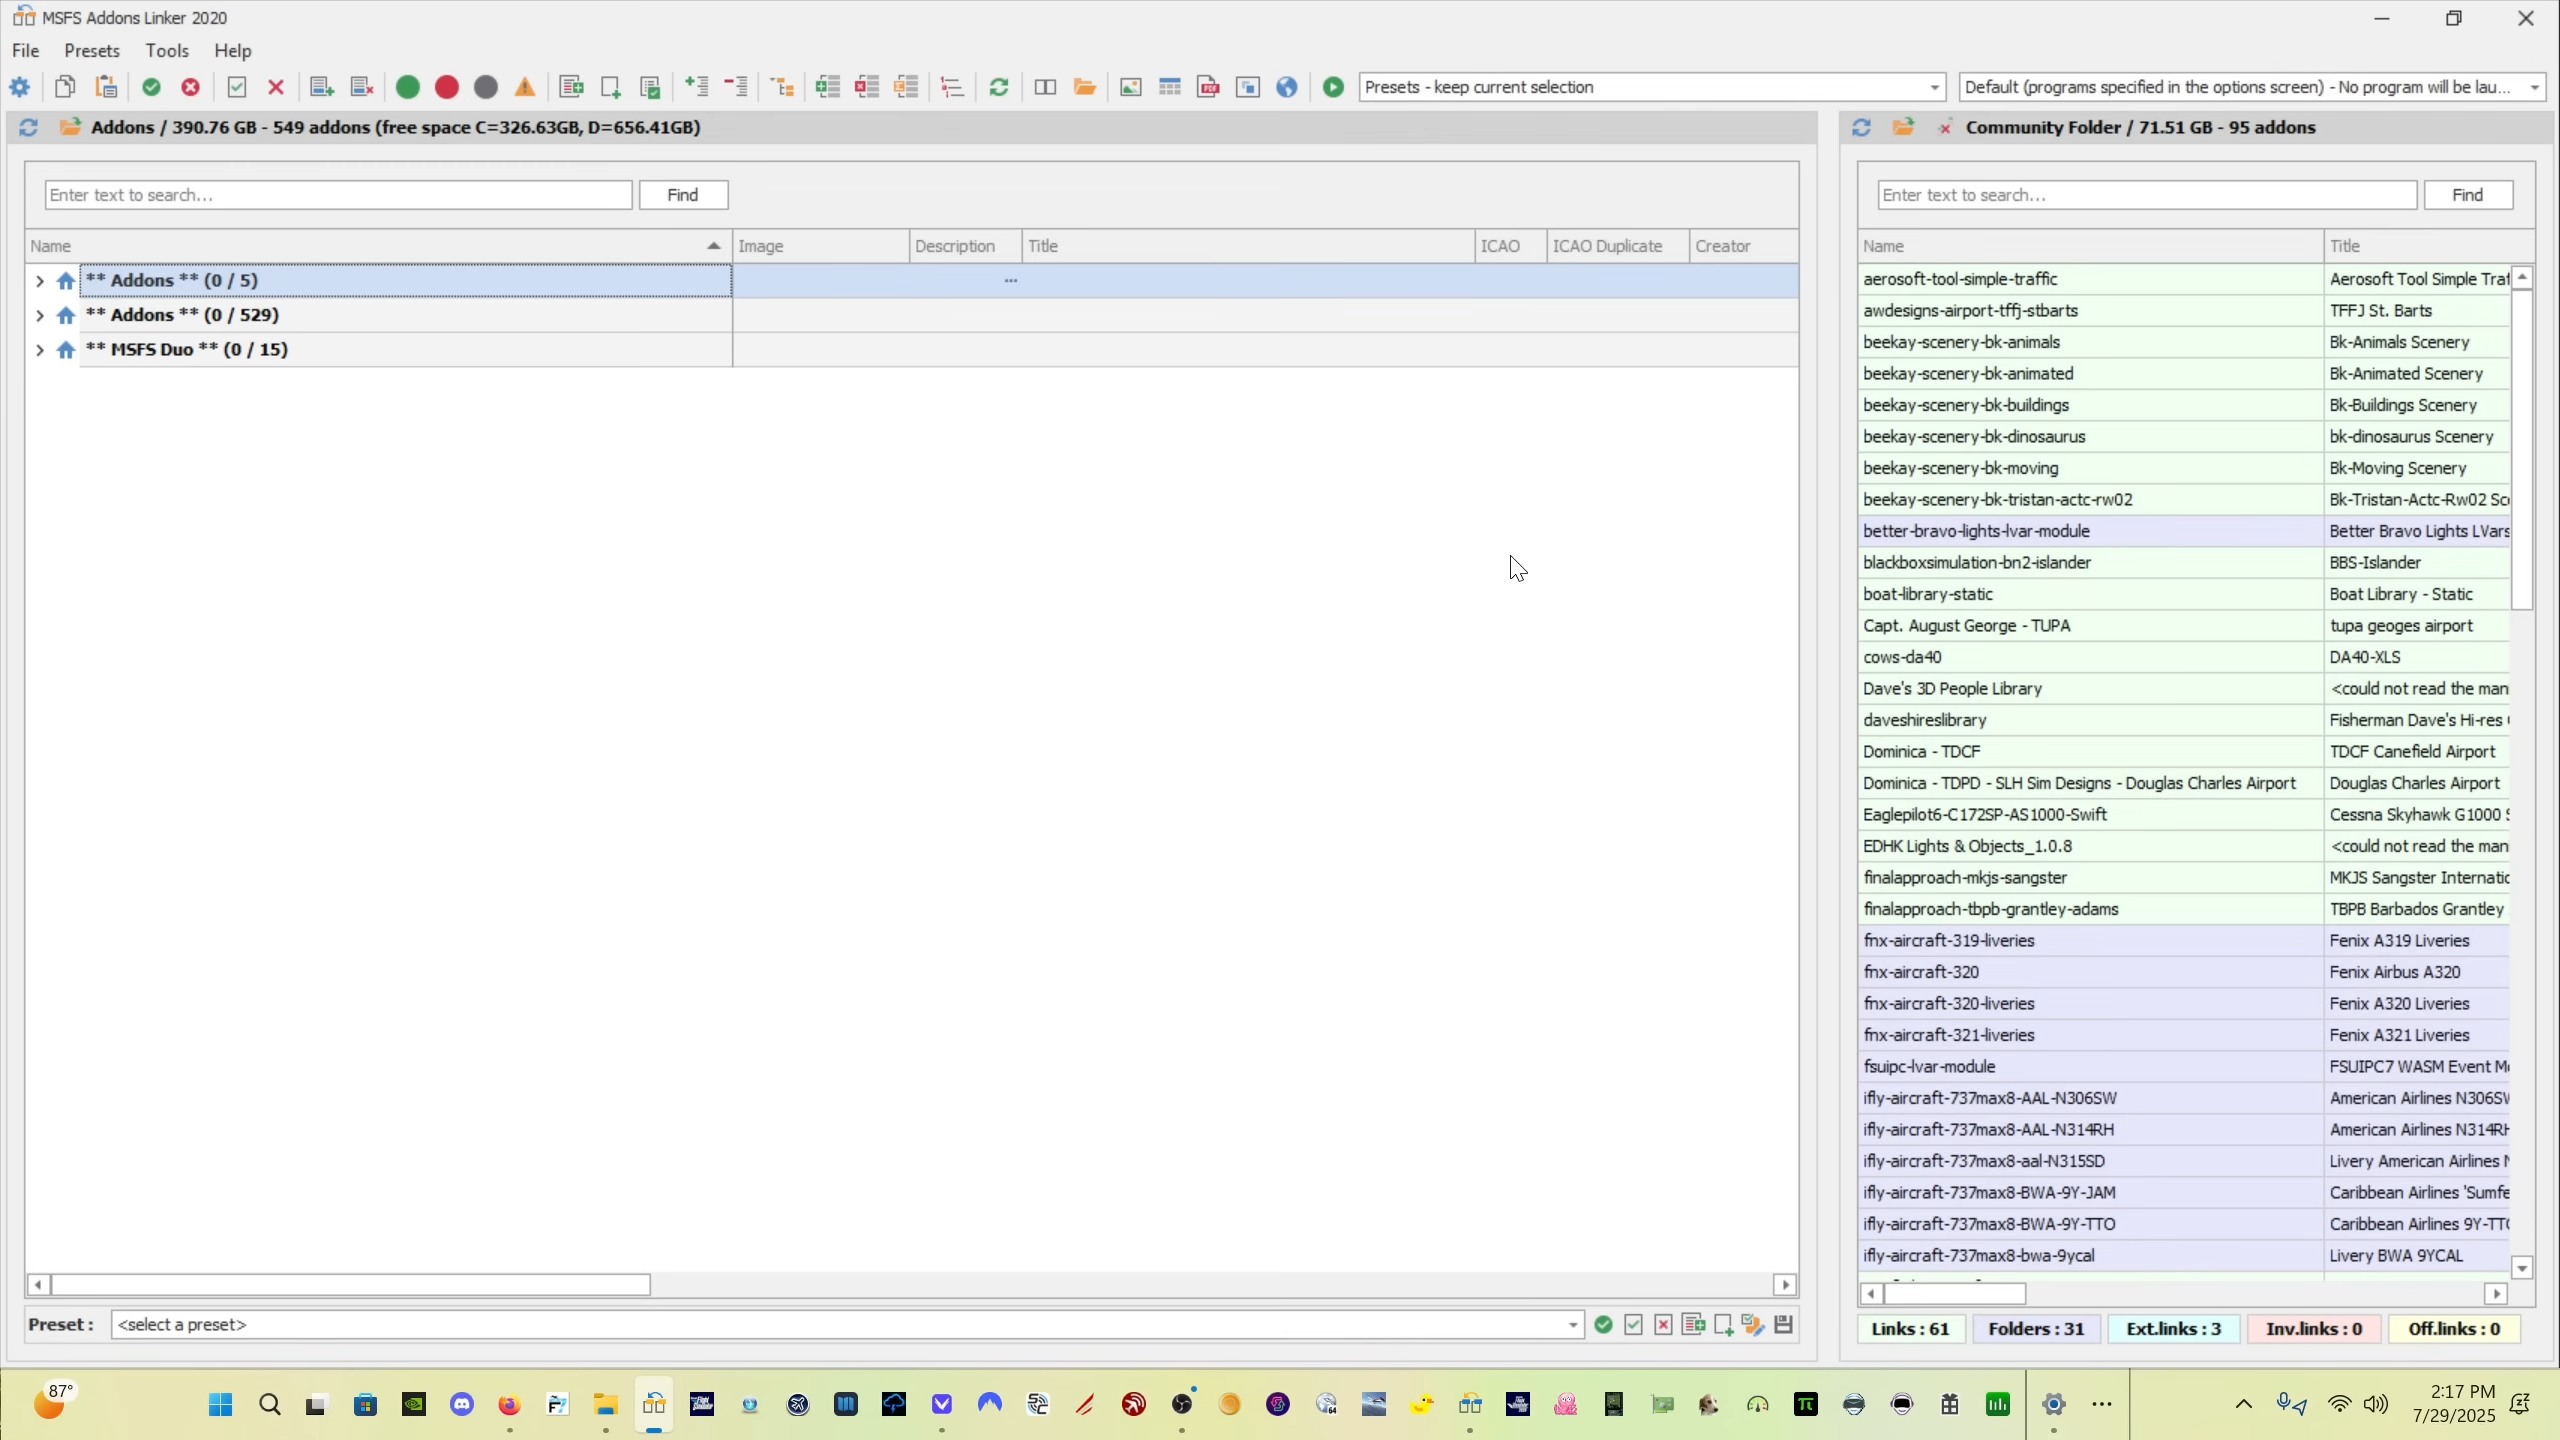 MSFS Addons Linker 2020
File Presets Tools Help
Presets - keep current selection
Default (programs specified in the options screen) - No program will be lau...
Addons / 390.76 GB - 549 addons (free space C=326.63GB, D=656.41GB)
Enter text to search...
Find
Name Image Description Title ICAO ICAO Duplicate Creator
** Addons ** (0 / 5) ...
** Addons ** (0 / 529)
** MSFS Duo ** (0 / 15)
Preset : <select a preset>
Community Folder / 71.51 GB - 95 addons
Enter text to search...
Find
Name Title
aerosoft-tool-simple-traffic Aerosoft Tool Simple Traf
awdesigns-airport-tffj-stbarts TFFJ St. Barts
beekay-scenery-bk-animals Bk-Animals Scenery
beekay-scenery-bk-animated Bk-Animated Scenery
beekay-scenery-bk-buildings Bk-Buildings Scenery
beekay-scenery-bk-dinosaurus bk-dinosaurus Scenery
beekay-scenery-bk-moving Bk-Moving Scenery
beekay-scenery-bk-tristan-actc-rw02 Bk-Tristan-Actc-Rw02 Sc
better-bravo-lights-lvar-module Better Bravo Lights LVars
blackboxsimulation-bn2-islander BBS-Islander
boat-library-static Boat Library - Static
Capt. August George - TUPA tupa geoges airport
cows-da40 DA40-XLS
Dave's 3D People Library <could not read the man
daveshireslibrary Fisherman Dave's Hi-res
Dominica - TDCF TDCF Canefield Airport
Dominica - TDPD - SLH Sim Designs - Douglas Charles Airport Douglas Charles Airport
Eaglepilot6-C172SP-AS1000-Swift Cessna Skyhawk G1000 S
EDHK Lights & Objects_1.0.8 <could not read the man
finalapproach-mkjs-sangster MKJS Sangster Internatio
finalapproach-tbpb-grantley-adams TBPB Barbados Grantley
fnx-aircraft-319-liveries Fenix A319 Liveries
fnx-aircraft-320 Fenix Airbus A320
fnx-aircraft-320-liveries Fenix A320 Liveries
fnx-aircraft-321-liveries Fenix A321 Liveries
fsuipc-lvar-module FSUIPC7 WASM Event M
ifly-aircraft-737max8-AAL-N306SW American Airlines N306SW
ifly-aircraft-737max8-AAL-N314RH American Airlines N314RH
ifly-aircraft-737max8-aal-N315SD Livery American Airlines N
ifly-aircraft-737max8-BWA-9Y-JAM Caribbean Airlines 'Sumfe
ifly-aircraft-737max8-BWA-9Y-TTO Caribbean Airlines 9Y-TTO
ifly-aircraft-737max8-bwa-9ycal Livery BWA 9YCAL
Links : 61 Folders : 31 Ext.links : 3 Inv.links : 0 Off.links : 0
87°
2:17 PM
7/29/2025